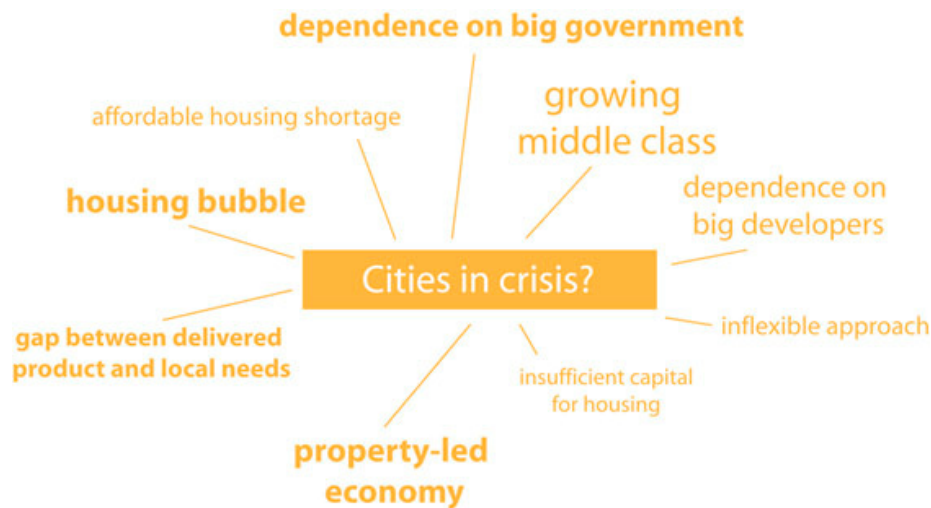 dependence on big government
growing
middle class
affordable housing shortage
dependence on
big developers
housing bubble
Cities in crisis?
inflexible approach
gap between delivered
product and local needs
insufficient capital
for housing
property-led
economy